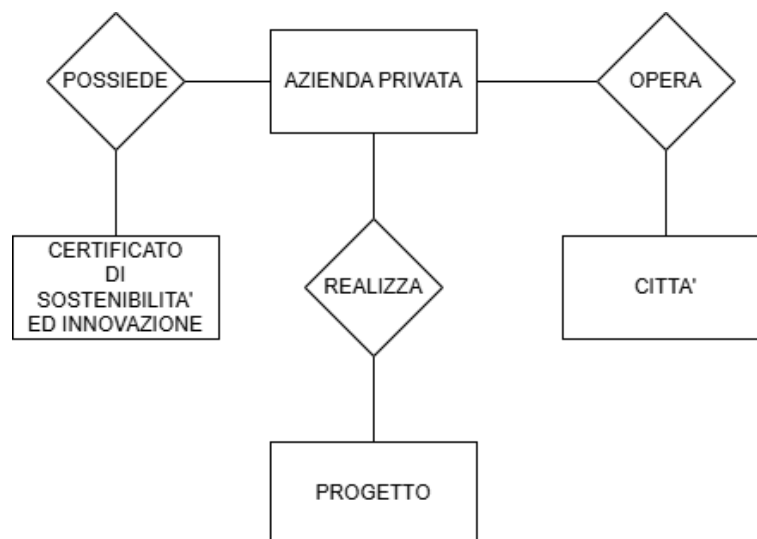 POSSIEDE
AZIENDA PRIVATA
OPERA
CERTIFICATO
DI
SOSTENIBILITA'
ED INNOVAZIONE
REALIZZA
CITTA'
PROGETTO